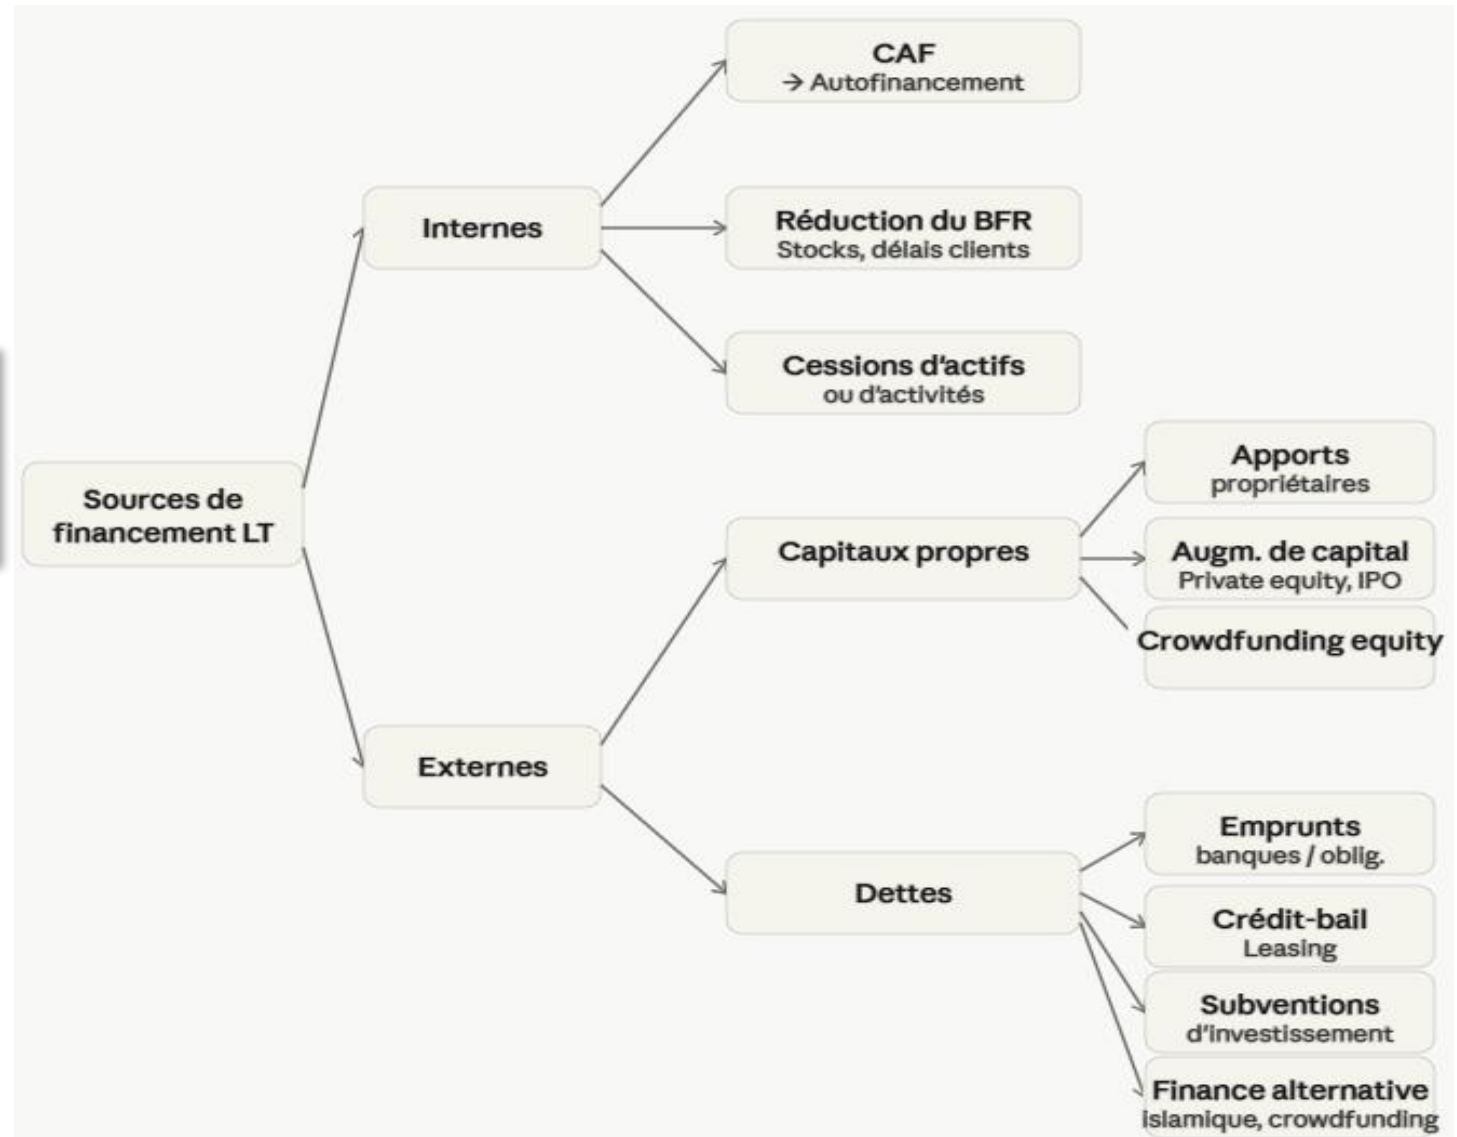 Sources de
financement LT
Internes
CAF
→ Autofinancement
Réduction du BFR
Stocks, délais clients
Cessions d'actifs
ou d'activités
Externes
Capitaux propres
Apports
propriétaires
Augm. de capital
Private equity, IPO
Crowdfunding equity
Dettes
Emprunts
banques / oblig.
Crédit-bail
Leasing
Subventions
d'investissement
Finance alternative
islamique, crowdfunding